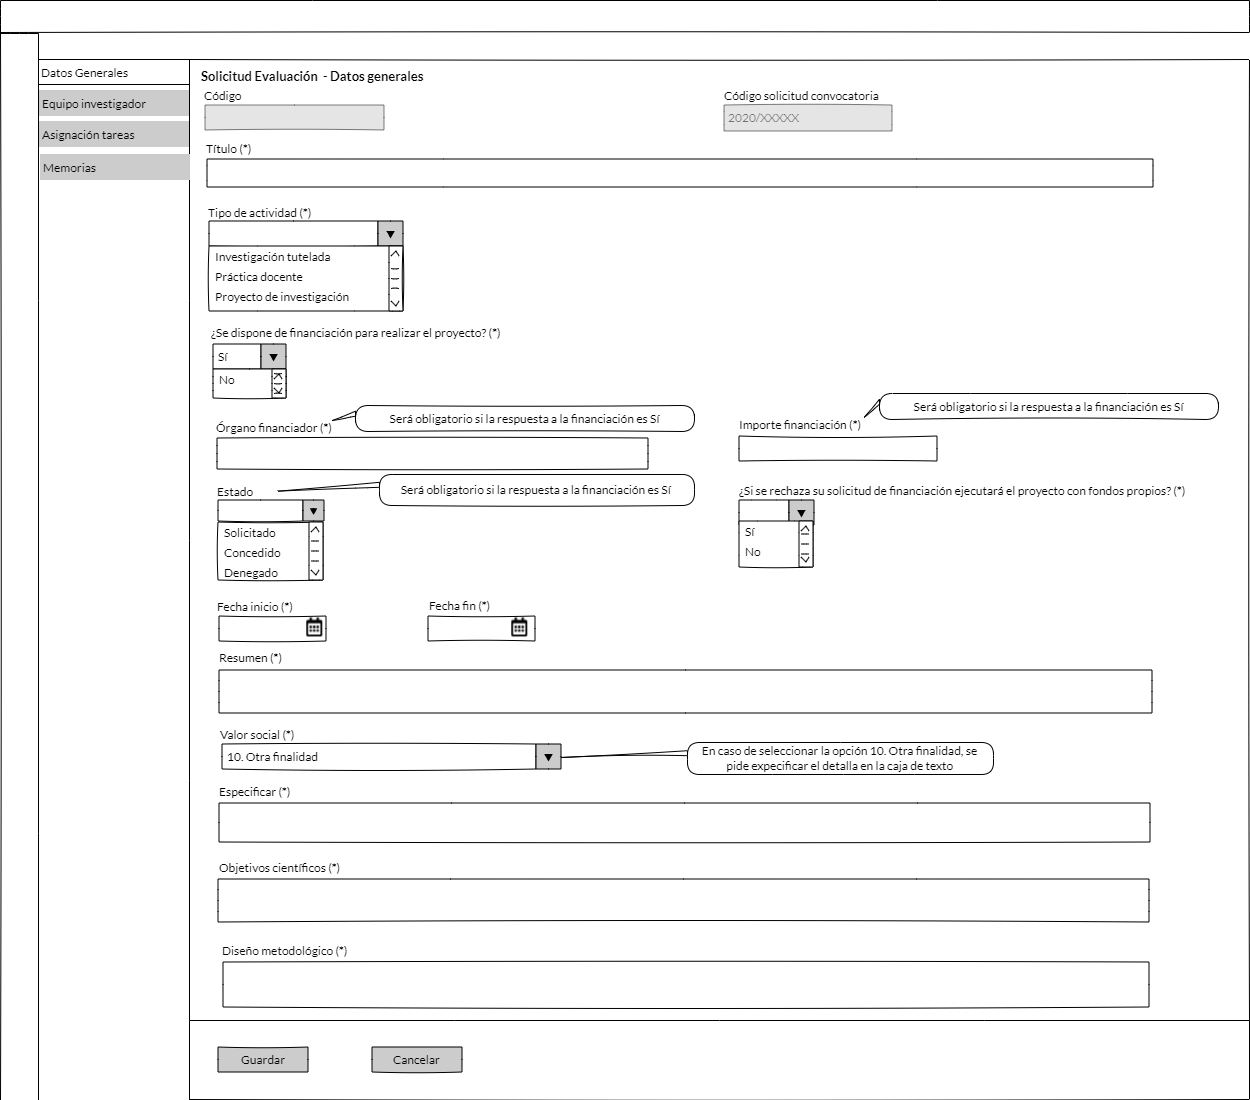 Datos Generales
Equipo investigador
Asignación tareas
Memorias
Solicitud Evaluación - Datos generales
Código
Código solicitud convocatoria
2020/XXXXX
Título (*)
Tipo de actividad (*)
Investigación tutelada
Práctica docente
Proyecto de investigación
¿Se dispone de financiación para realizar el proyecto? (*)
Sí
No
Será obligatorio si la respuesta a la financiación es Sí
Será obligatorio si la respuesta a la financiación es Sí
Órgano financiador (*)
Importe financiación (*)
Será obligatorio si la respuesta a la financiación es Sí
Estado
¿Si se rechaza su solicitud de financiación ejecutará el proyecto con fondos propios? (*)
Solicitado
Concedido
Denegado
Sí
No
Fecha inicio (*)
Fecha fin (*)
Resumen (*)
Valor social (*)
10. Otra finalidad
En caso de seleccionar la opción 10. Otra finalidad, se
pide expecificar el detalle en la caja de texto
Especificar (*)
Objetivos científicos (*)
Diseño metodológico (*)
Guardar
Cancelar